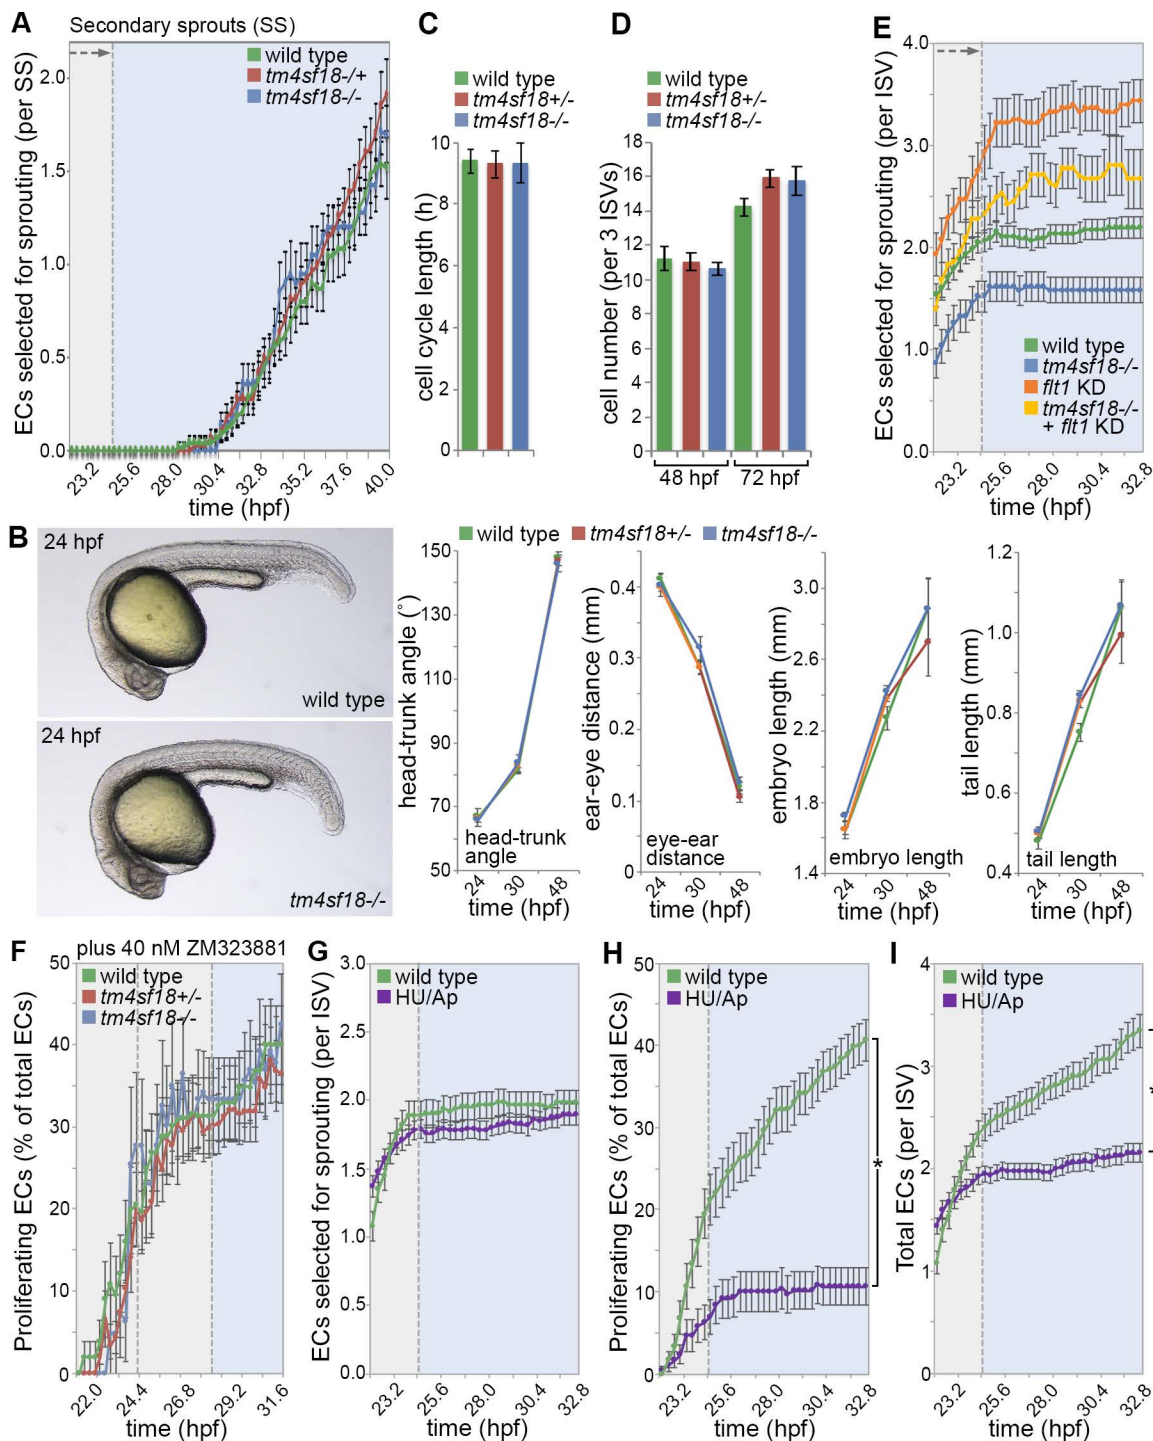 A
Secondary sprouts (SS)
ECs selected for sprouting (per SS)
wild type
tm4sf18-/+
tm4sf18-/-
2.0
1.5
1.0
0.5
0.0
23.2 25.6 28.0 30.4 32.8 35.2 37.6 40.0
time (hpf)
C
wild type
tm4sf18+/-
tm4sf18-/-
cell cycle length (h)
10
8
6
4
2
0
D
wild type
tm4sf18+/-
tm4sf18-/-
cell number (per 3 ISVs)
18
16
14
12
10
8
6
4
2
0
48 hpf 72 hpf
E
ECs selected for sprouting (per ISV)
4.0
3.0
2.0
1.0
0.0
wild type
tm4sf18-/-
flt1 KD
tm4sf18-/-
+ flt1 KD
23.2 25.6 28.0 30.4 32.8
time (hpf)
B
24 hpf
wild type
24 hpf
tm4sf18-/-
wild type tm4sf18+/- tm4sf18-/-
head-trunk angle (°)
150
130
110
90
70
50
head-trunk
angle
24 30 48
time (hpf)
ear-eye distance (mm)
0.4
0.3
0.2
0.1
0
eye-ear
distance
24 30 48
time (hpf)
embryo length (mm)
3.0
2.6
2.2
1.8
1.4
embryo length
24 30 48
time (hpf)
tail length (mm)
1.2
1.0
0.8
0.6
0.4
tail length
24 30 48
time (hpf)
F
plus 40 nM ZM323881
wild type
tm4sf18+/-
tm4sf18-/-
Proliferating ECs (% of total ECs)
50
40
30
20
10
0
22.0 24.4 26.8 29.2 31.6
time (hpf)
G
wild type
HU/Ap
ECs selected for sprouting (per ISV)
3.0
2.5
2.0
1.5
1.0
0.5
0.0
23.2 25.6 28.0 30.4 32.8
time (hpf)
H
wild type
HU/Ap
Proliferating ECs (% of total ECs)
50
40
30
20
10
0
*
23.2 25.6 28.0 30.4 32.8
time (hpf)
I
wild type
HU/Ap
Total ECs (per ISV)
4
3
2
1
0
*
23.2 25.6 28.0 30.4 32.8
time (hpf)